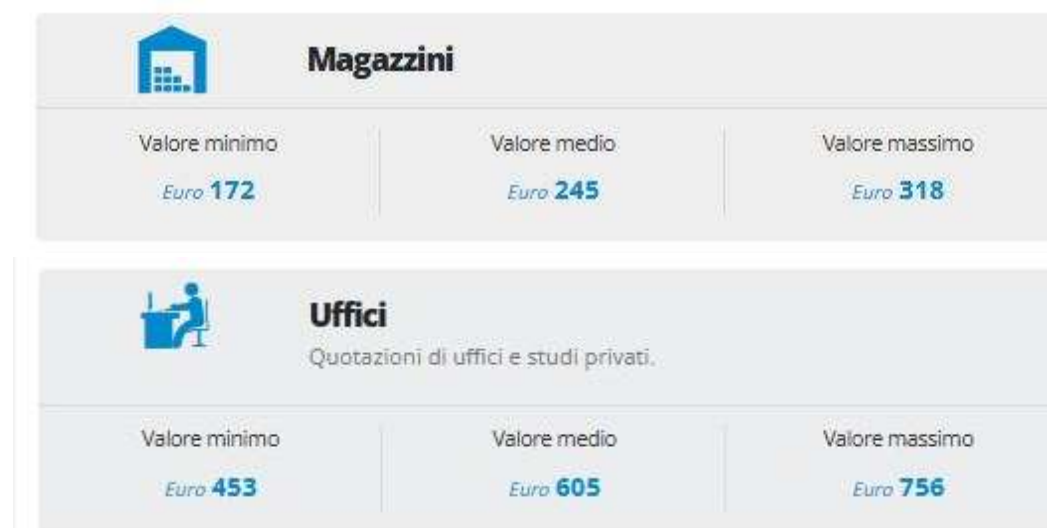 Magazzini
Valore minimo Valore medio Valore massimo
Euro 172 Euro 245 Euro 318
Uffici
Quotazioni di uffici e studi privati.
Valore minimo Valore medio Valore massimo
Euro 453 Euro 605 Euro 756